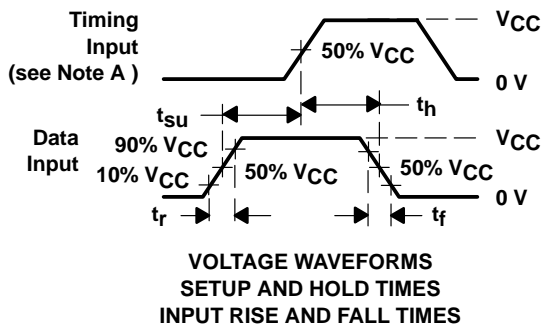 Timing
Input
(see Note A )
VCC
50% VCC
0 V
tsu
th
Data
Input
VCC
90% VCC
10% VCC
50% VCC
50% VCC
0 V
tr
tf
VOLTAGE WAVEFORMS
SETUP AND HOLD TIMES
INPUT RISE AND FALL TIMES